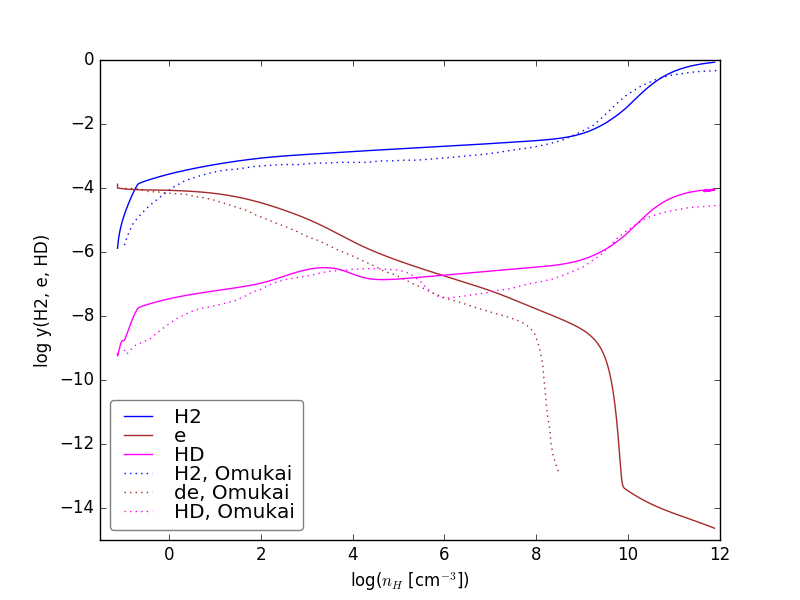 0
−2
−4
−6
−8
−10
−12
−14
log y(H2, e, HD)
H2
e
HD
H2, Omukai
de, Omukai
HD, Omukai
0 2 4 6 8 10 12
log(n_H [cm^{-3}])